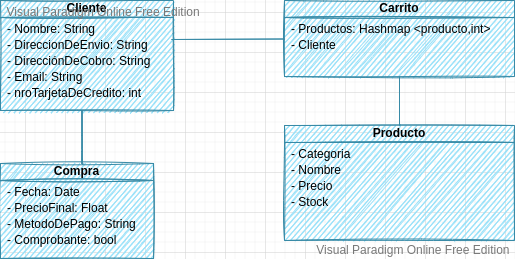 Visual Paradigm Online Free Edition
Cliente
- Nombre: String
- DireccionDeEnvio: String
- DirecciónDeCobro: String
- Email: String
- nroTarjetaDeCredito: int
Carrito
- Productos: Hashmap <producto,int>
- Cliente
Compra
- Fecha: Date
- PrecioFinal: Float
- MetodoDePago: String
- Comprobante: bool
Producto
- Categoria
- Nombre
- Precio
- Stock
Visual Paradigm Online Free Edition